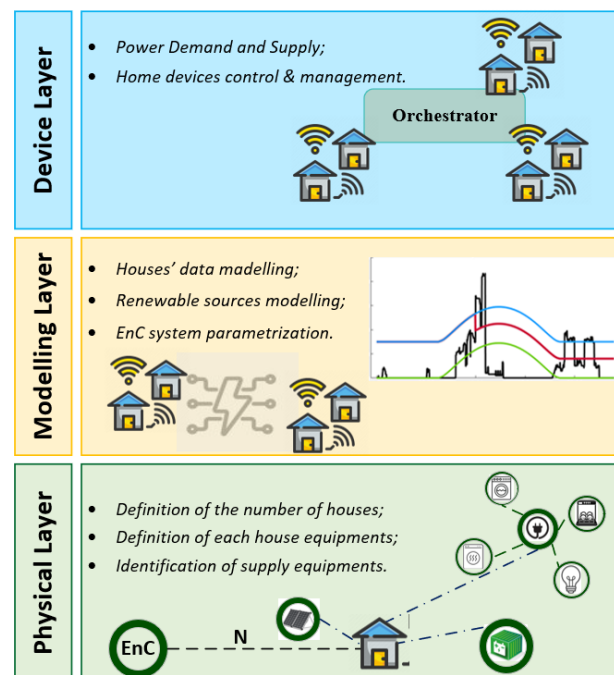 Device Layer
• Power Demand and Supply;
• Home devices control & management.
Orchestrator
Modelling Layer
• Houses' data madelling;
• Renewable sources modelling;
• EnC system parametrization.
Physical Layer
• Definition of the number of houses;
• Definition of each house equipments;
• Identification of supply equipments.
EnC
N